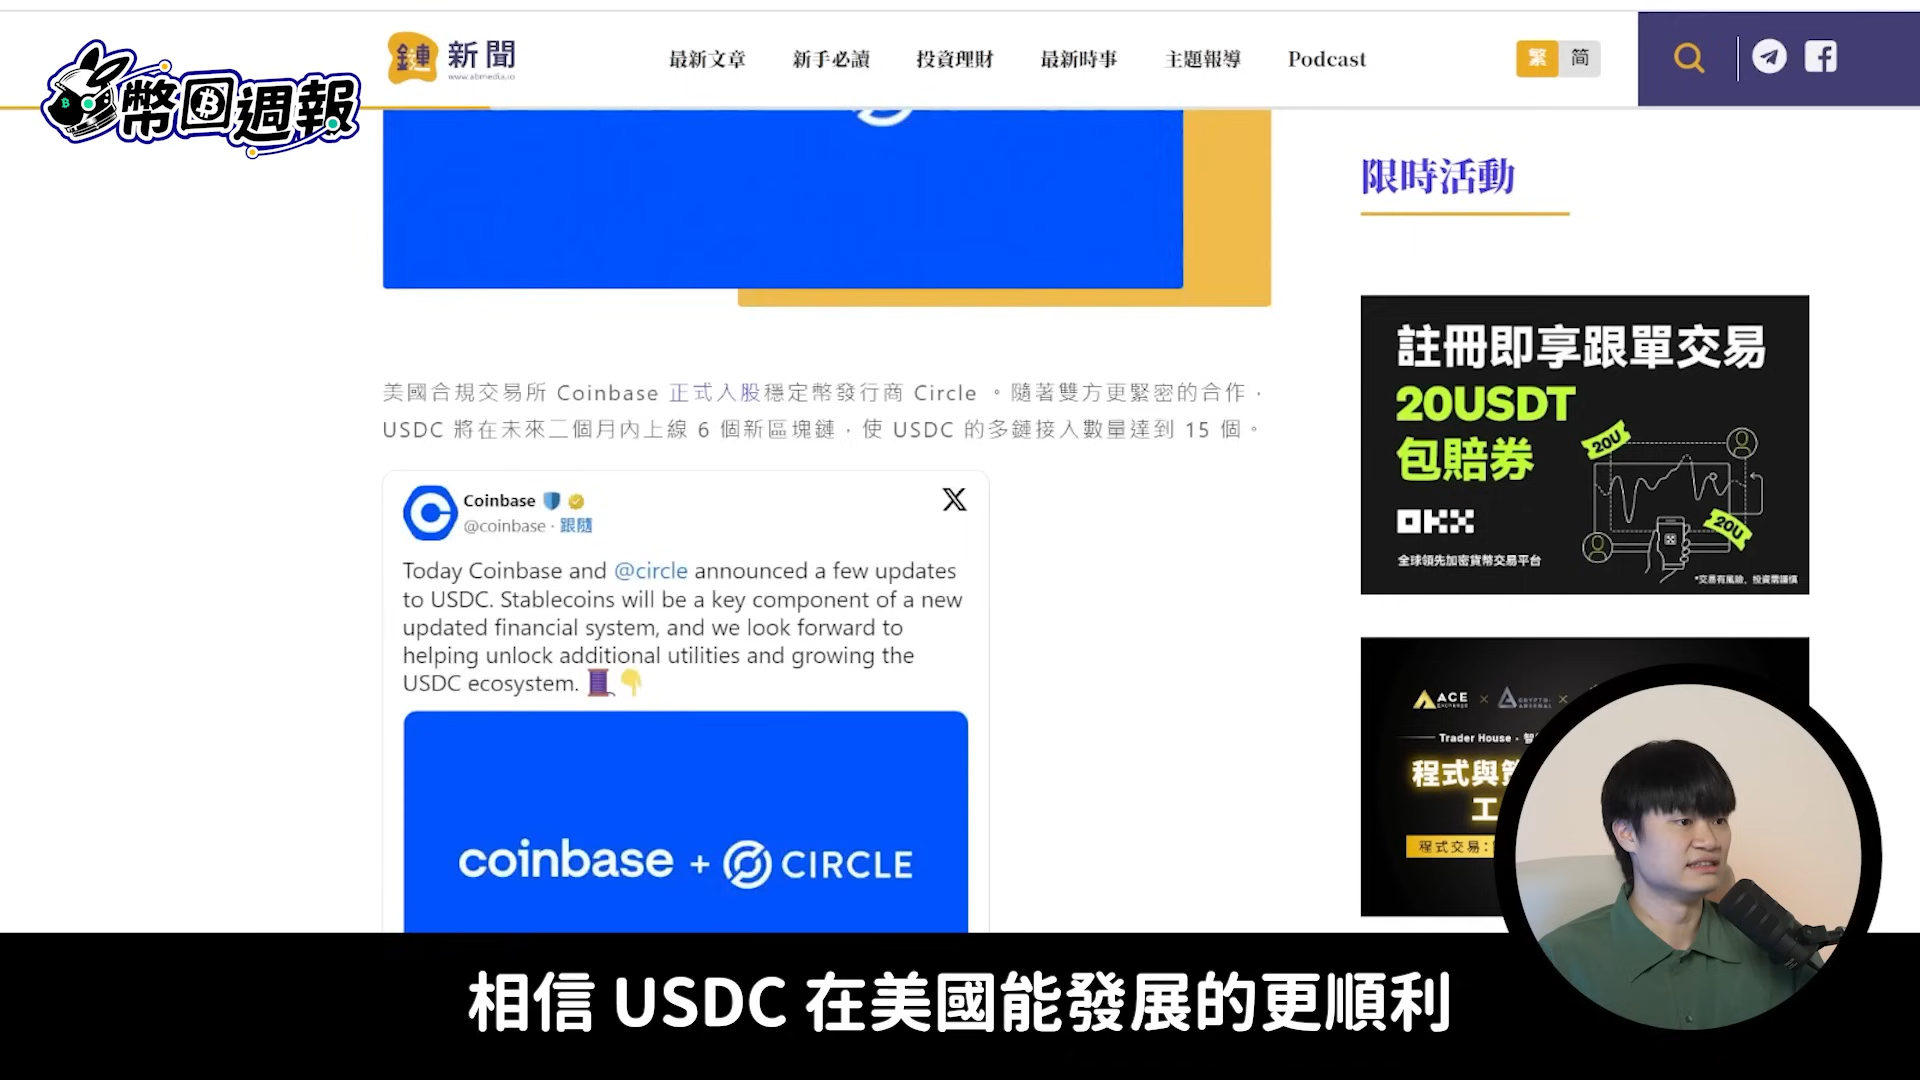 幣圈週報
鏈新聞
www.abmedia.io
最新文章 新手必讀 投資理財 最新時事 主題報導 Podcast
繁 简
限時活動
美國合規交易所 Coinbase 正式入股穩定幣發行商 Circle 。隨著雙方更緊密的合作，
USDC 將在未來二個月內上線 6 個新區塊鏈，使 USDC 的多鏈接入數量達到 15 個。
Coinbase
@coinbase · 跟隨
Today Coinbase and @circle announced a few updates
to USDC. Stablecoins will be a key component of a new
updated financial system, and we look forward to
helping unlock additional utilities and growing the
USDC ecosystem. 🧵👇
coinbase + CIRCLE
註冊即享跟單交易
20USDT
包賠券
20U
20U
OKX
全球領先加密貨幣交易平台
*交易有風險，投資需謹慎
ACE
EXCHANGE
×
CRYPTO-
ARSENAL
×
Trader House -
程式與
工
程式交易：
相信 USDC 在美國能發展的更順利